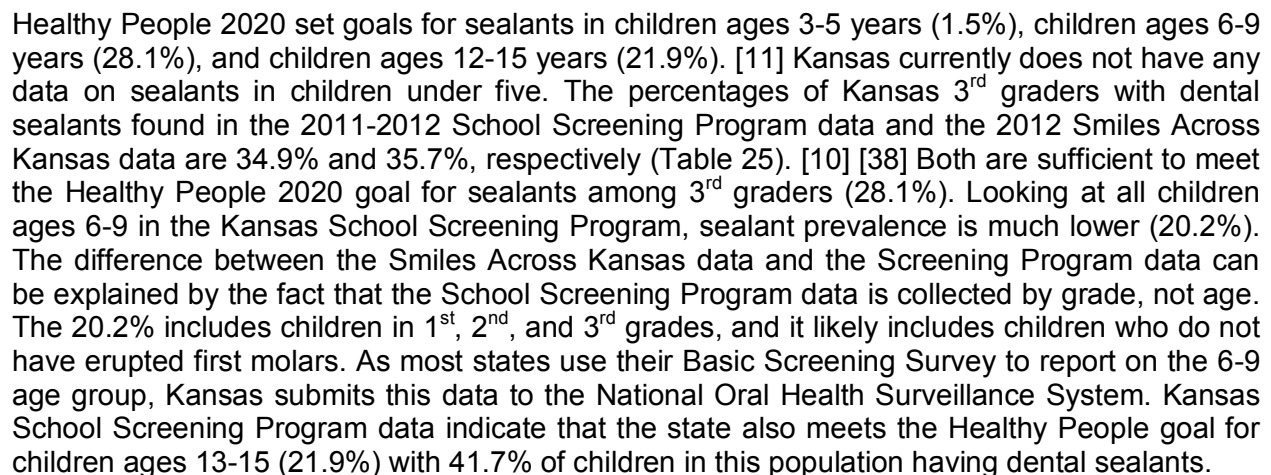 Healthy People 2020 set goals for sealants in children ages 3-5 years (1.5%), children ages 6-9
years (28.1%), and children ages 12-15 years (21.9%). [11] Kansas currently does not have any
data on sealants in children under five. The percentages of Kansas 3rd graders with dental
sealants found in the 2011-2012 School Screening Program data and the 2012 Smiles Across
Kansas data are 34.9% and 35.7%, respectively (Table 25). [10] [38] Both are sufficient to meet
the Healthy People 2020 goal for sealants among 3rd graders (28.1%). Looking at all children
ages 6-9 in the Kansas School Screening Program, sealant prevalence is much lower (20.2%).
The difference between the Smiles Across Kansas data and the Screening Program data can
be explained by the fact that the School Screening Program data is collected by grade, not age.
The 20.2% includes children in 1st, 2nd, and 3rd grades, and it likely includes children who do not
have erupted first molars. As most states use their Basic Screening Survey to report on the 6-9
age group, Kansas submits this data to the National Oral Health Surveillance System. Kansas
School Screening Program data indicate that the state also meets the Healthy People goal for
children ages 13-15 (21.9%) with 41.7% of children in this population having dental sealants.